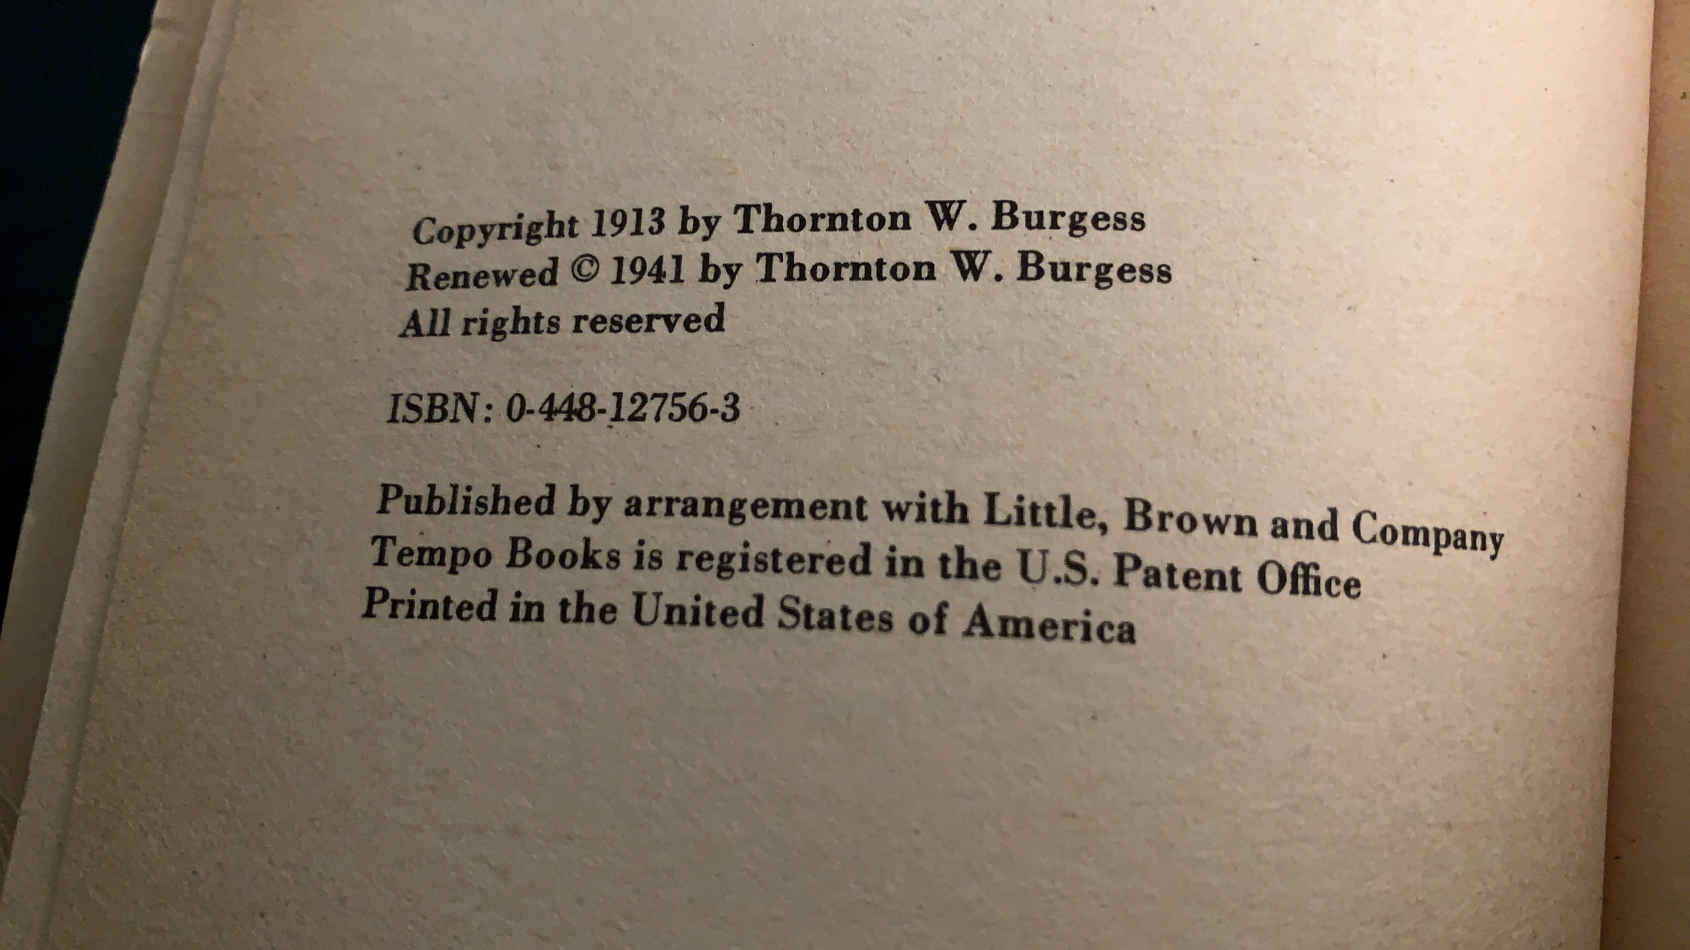 Copyright 1913 by Thornton W. Burgess
Renewed © 1941 by Thornton W. Burgess
All rights reserved
ISBN: 0-448-12756-3
Published by arrangement with Little, Brown and Company
Tempo Books is registered in the U.S. Patent Office
Printed in the United States of America